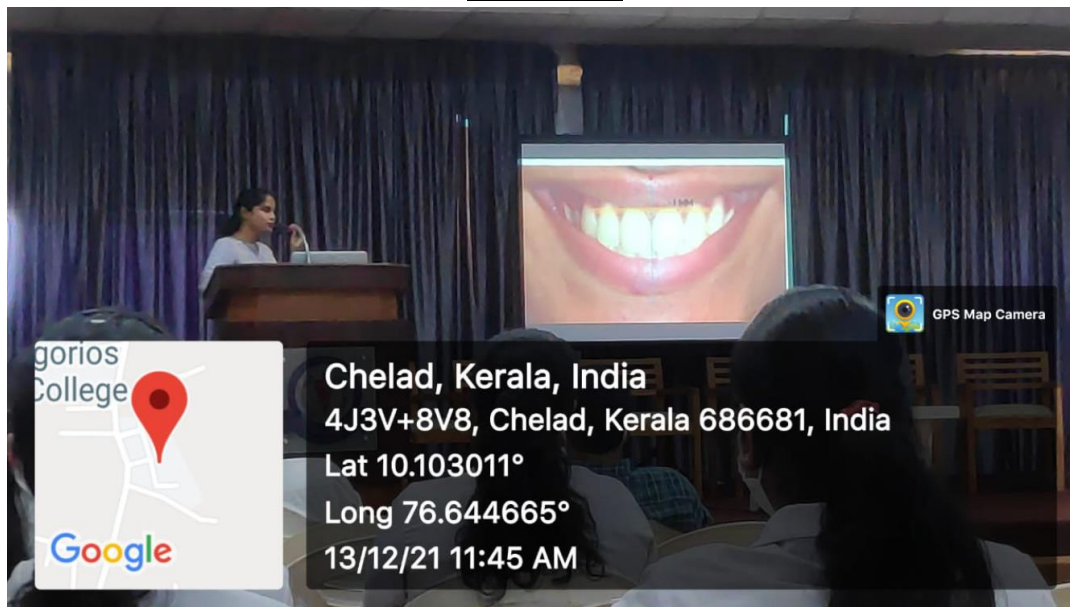 GPS Map Camera
gorios
College
Google
Chelad, Kerala, India
4J3V+8V8, Chelad, Kerala 686681, India
Lat 10.103011°
Long 76.644665°
13/12/21 11:45 AM